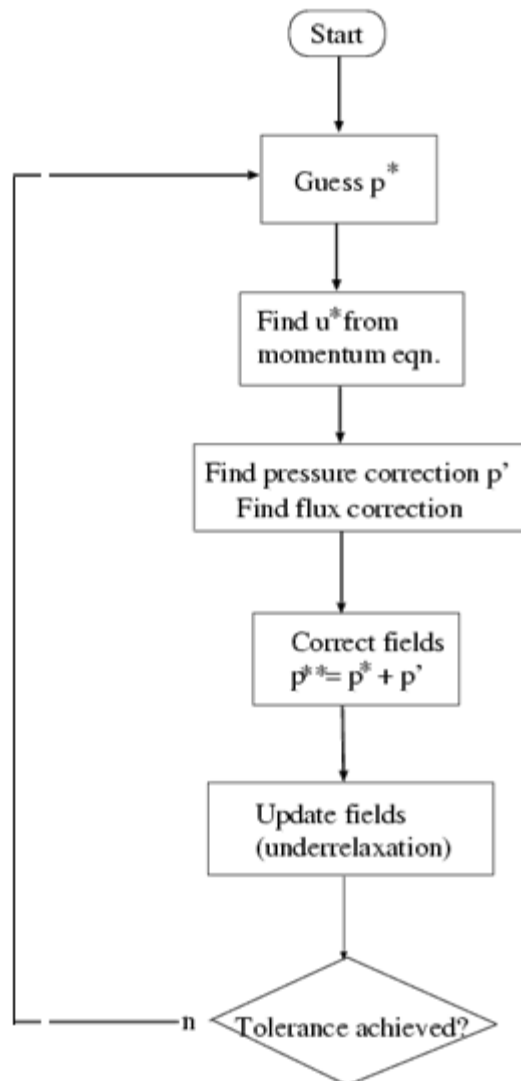 Start
Guess p*
Find u* from
momentum eqn.
Find pressure correction p'
Find flux correction
Correct fields
p**= p* + p'
Update fields
(underrelaxation)
n
Tolerance achieved?